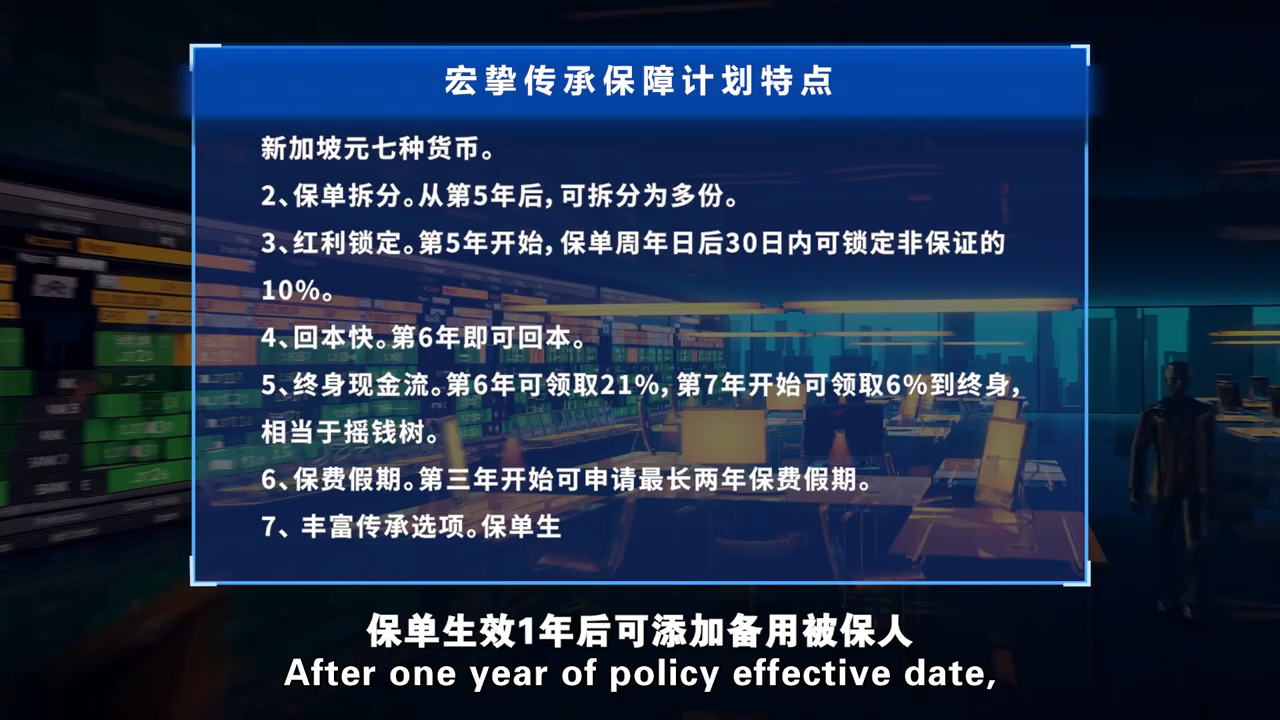 宏挚传承保障计划特点
新加坡元七种货币。
2、保单拆分。从第5年后，可拆分为多份。
3、红利锁定。第5年开始，保单周年日后30日内可锁定非保证的
10%。
4、回本快。第6年即可回本。
5、终身现金流。第6年可领取21%，第7年开始可领取6%到终身，
相当于摇钱树。
6、保费假期。第三年开始可申请最长两年保费假期。
7、丰富传承选项。保单生
保单生效1年后可添加备用被保人
After one year of policy effective date,